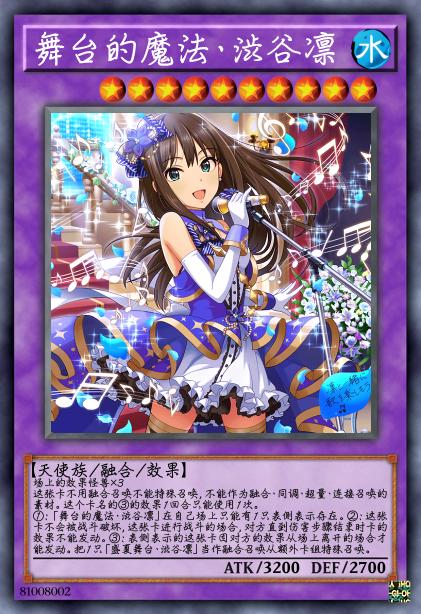 舞台的魔法·渋谷凛
水
【天使族/融合/效果】
场上的效果怪兽×3
这张卡不用融合召唤不能特殊召唤,不能作为融合·同调·超量·连接召唤的
素材。这个卡名的③的效果1回合只能使用1次。
①:「舞台的魔法·渋谷凛」在自己场上只能有1只表侧表示存在。②:这张
卡不会被战斗破坏,这张卡进行战斗的场合,对方直到伤害步骤结束时卡的
效果不能发动。③:表侧表示的这张卡因对方的效果从场上离开的场合才
能发动。把1只「盛夏舞台·渋谷凛」当作融合召唤从额外卡组特殊召唤。
ATK/3200 DEF/2700
81008002